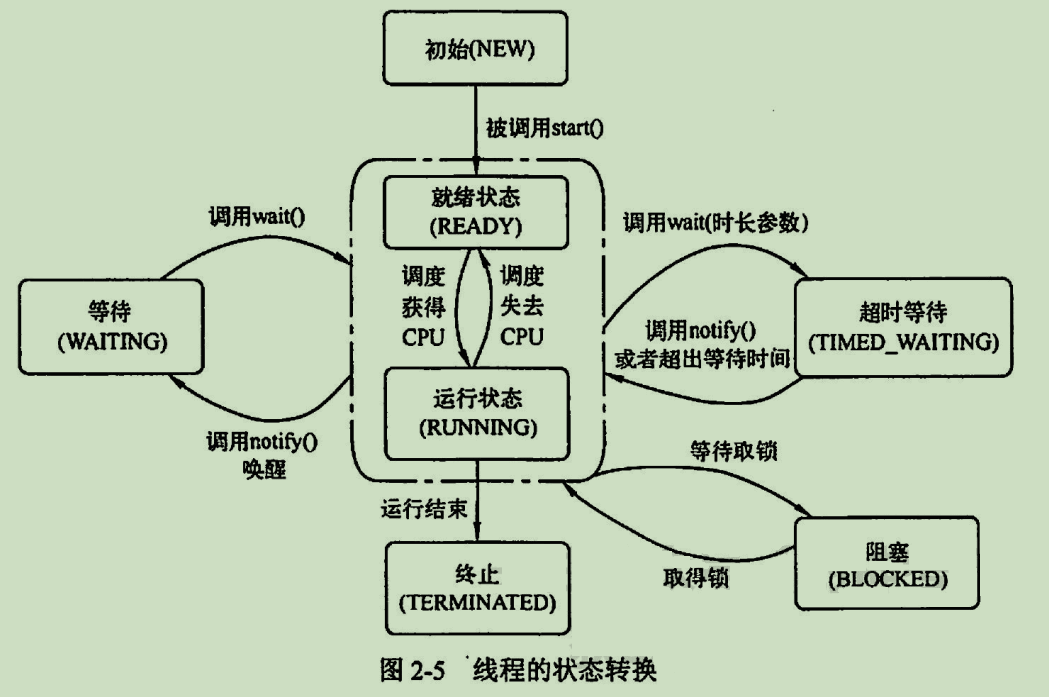 初始(NEW)
被调用start()
就绪状态
(READY)
调用wait()
调用wait(时长参数)
调度
获得
CPU
调度
失去
CPU
等待
(WAITING)
超时等待
(TIMED_WAITING)
调用notify()
或者超出等待时间
运行状态
(RUNNING)
调用notify()
唤醒
等待取锁
运行结束
取得锁
阻塞
(BLOCKED)
终止
(TERMINATED)
图 2-5 线程的状态转换